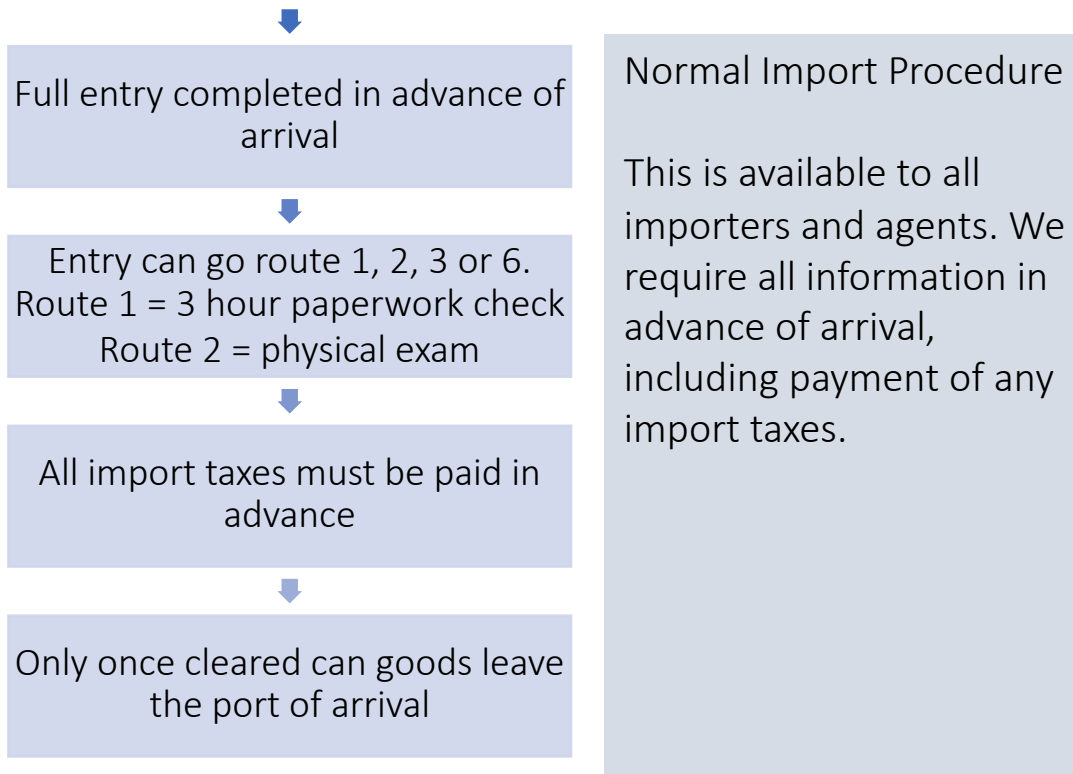 Full entry completed in advance of
arrival
Entry can go route 1, 2, 3 or 6.
Route 1 = 3 hour paperwork check
Route 2 = physical exam
All import taxes must be paid in
advance
Only once cleared can goods leave
the port of arrival
Normal Import Procedure
This is available to all
importers and agents. We
require all information in
advance of arrival,
including payment of any
import taxes.